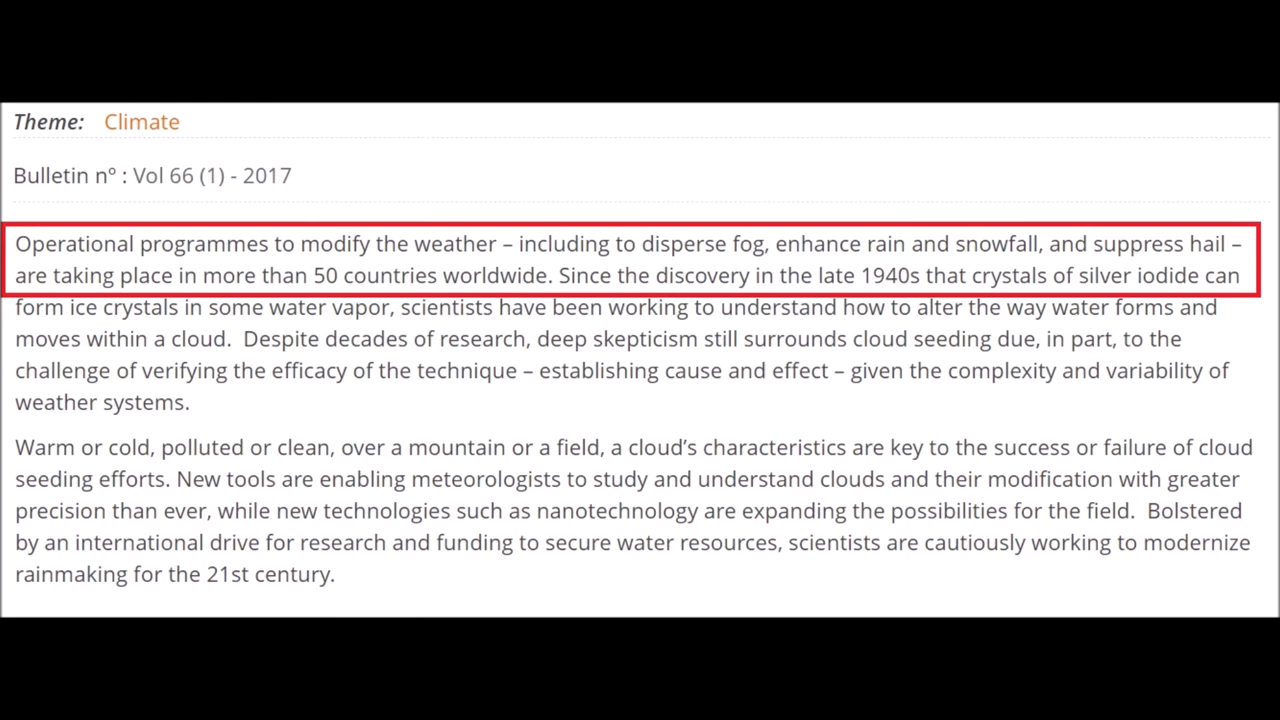 Theme: Climate
Bulletin nº : Vol 66 (1) - 2017
Operational programmes to modify the weather – including to disperse fog, enhance rain and snowfall, and suppress hail –
are taking place in more than 50 countries worldwide. Since the discovery in the late 1940s that crystals of silver iodide can
form ice crystals in some water vapor, scientists have been working to understand how to alter the way water forms and
moves within a cloud.  Despite decades of research, deep skepticism still surrounds cloud seeding due, in part, to the
challenge of verifying the efficacy of the technique – establishing cause and effect – given the complexity and variability of
weather systems.
Warm or cold, polluted or clean, over a mountain or a field, a cloud’s characteristics are key to the success or failure of cloud
seeding efforts. New tools are enabling meteorologists to study and understand clouds and their modification with greater
precision than ever, while new technologies such as nanotechnology are expanding the possibilities for the field.  Bolstered
by an international drive for research and funding to secure water resources, scientists are cautiously working to modernize
rainmaking for the 21st century.